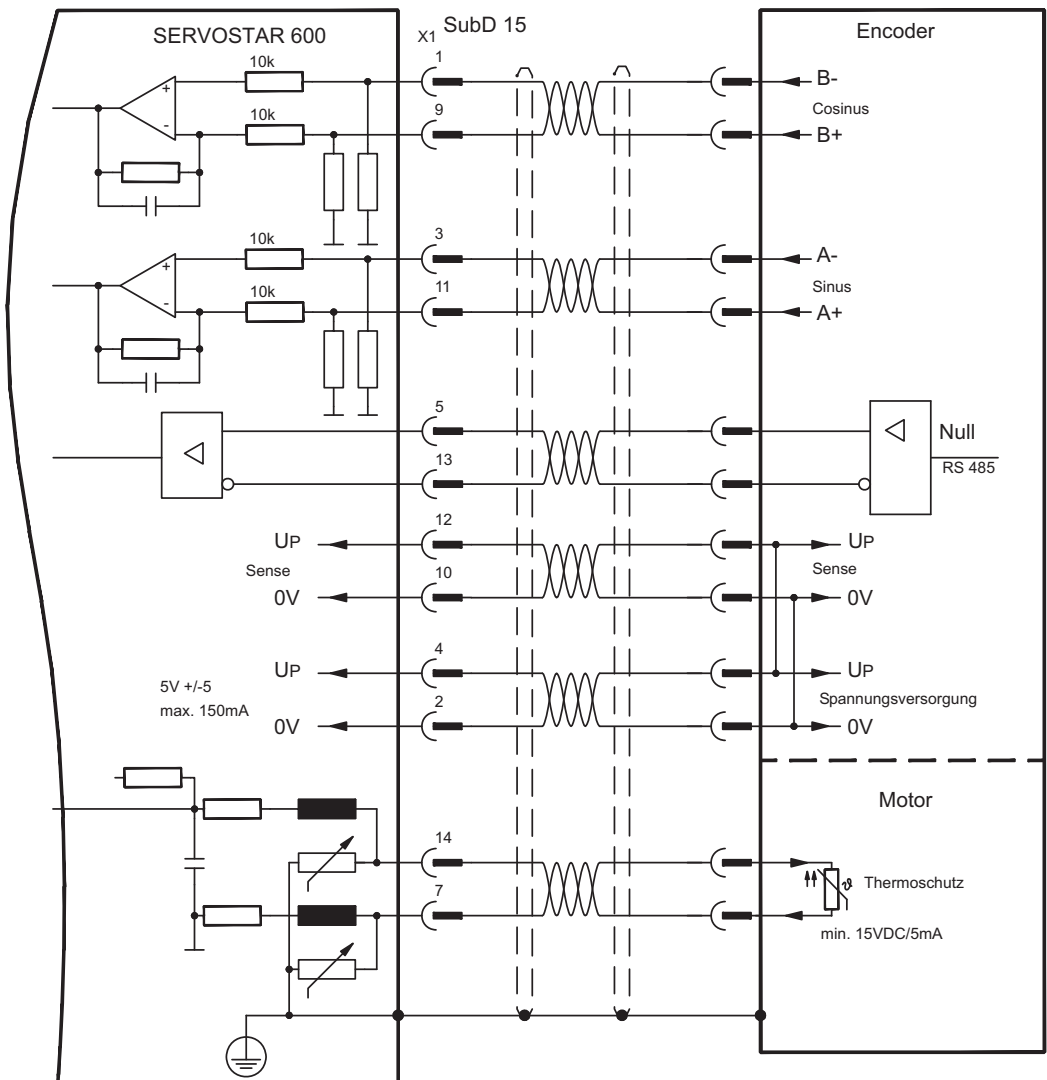 SERVOSTAR 600
X1
SubD 15
Encoder
10k
1
B-
Cosinus
10k
9
B+
+
-
10k
3
A-
Sinus
10k
11
A+
+
-
5
Null
13
RS 485
UP
12
UP
Sense
Sense
0V
10
0V
UP
4
UP
5V +/-5
max. 150mA
Spannungsversorgung
0V
2
0V
Motor
14
ϑ
Thermoschutz
7
min. 15VDC/5mA